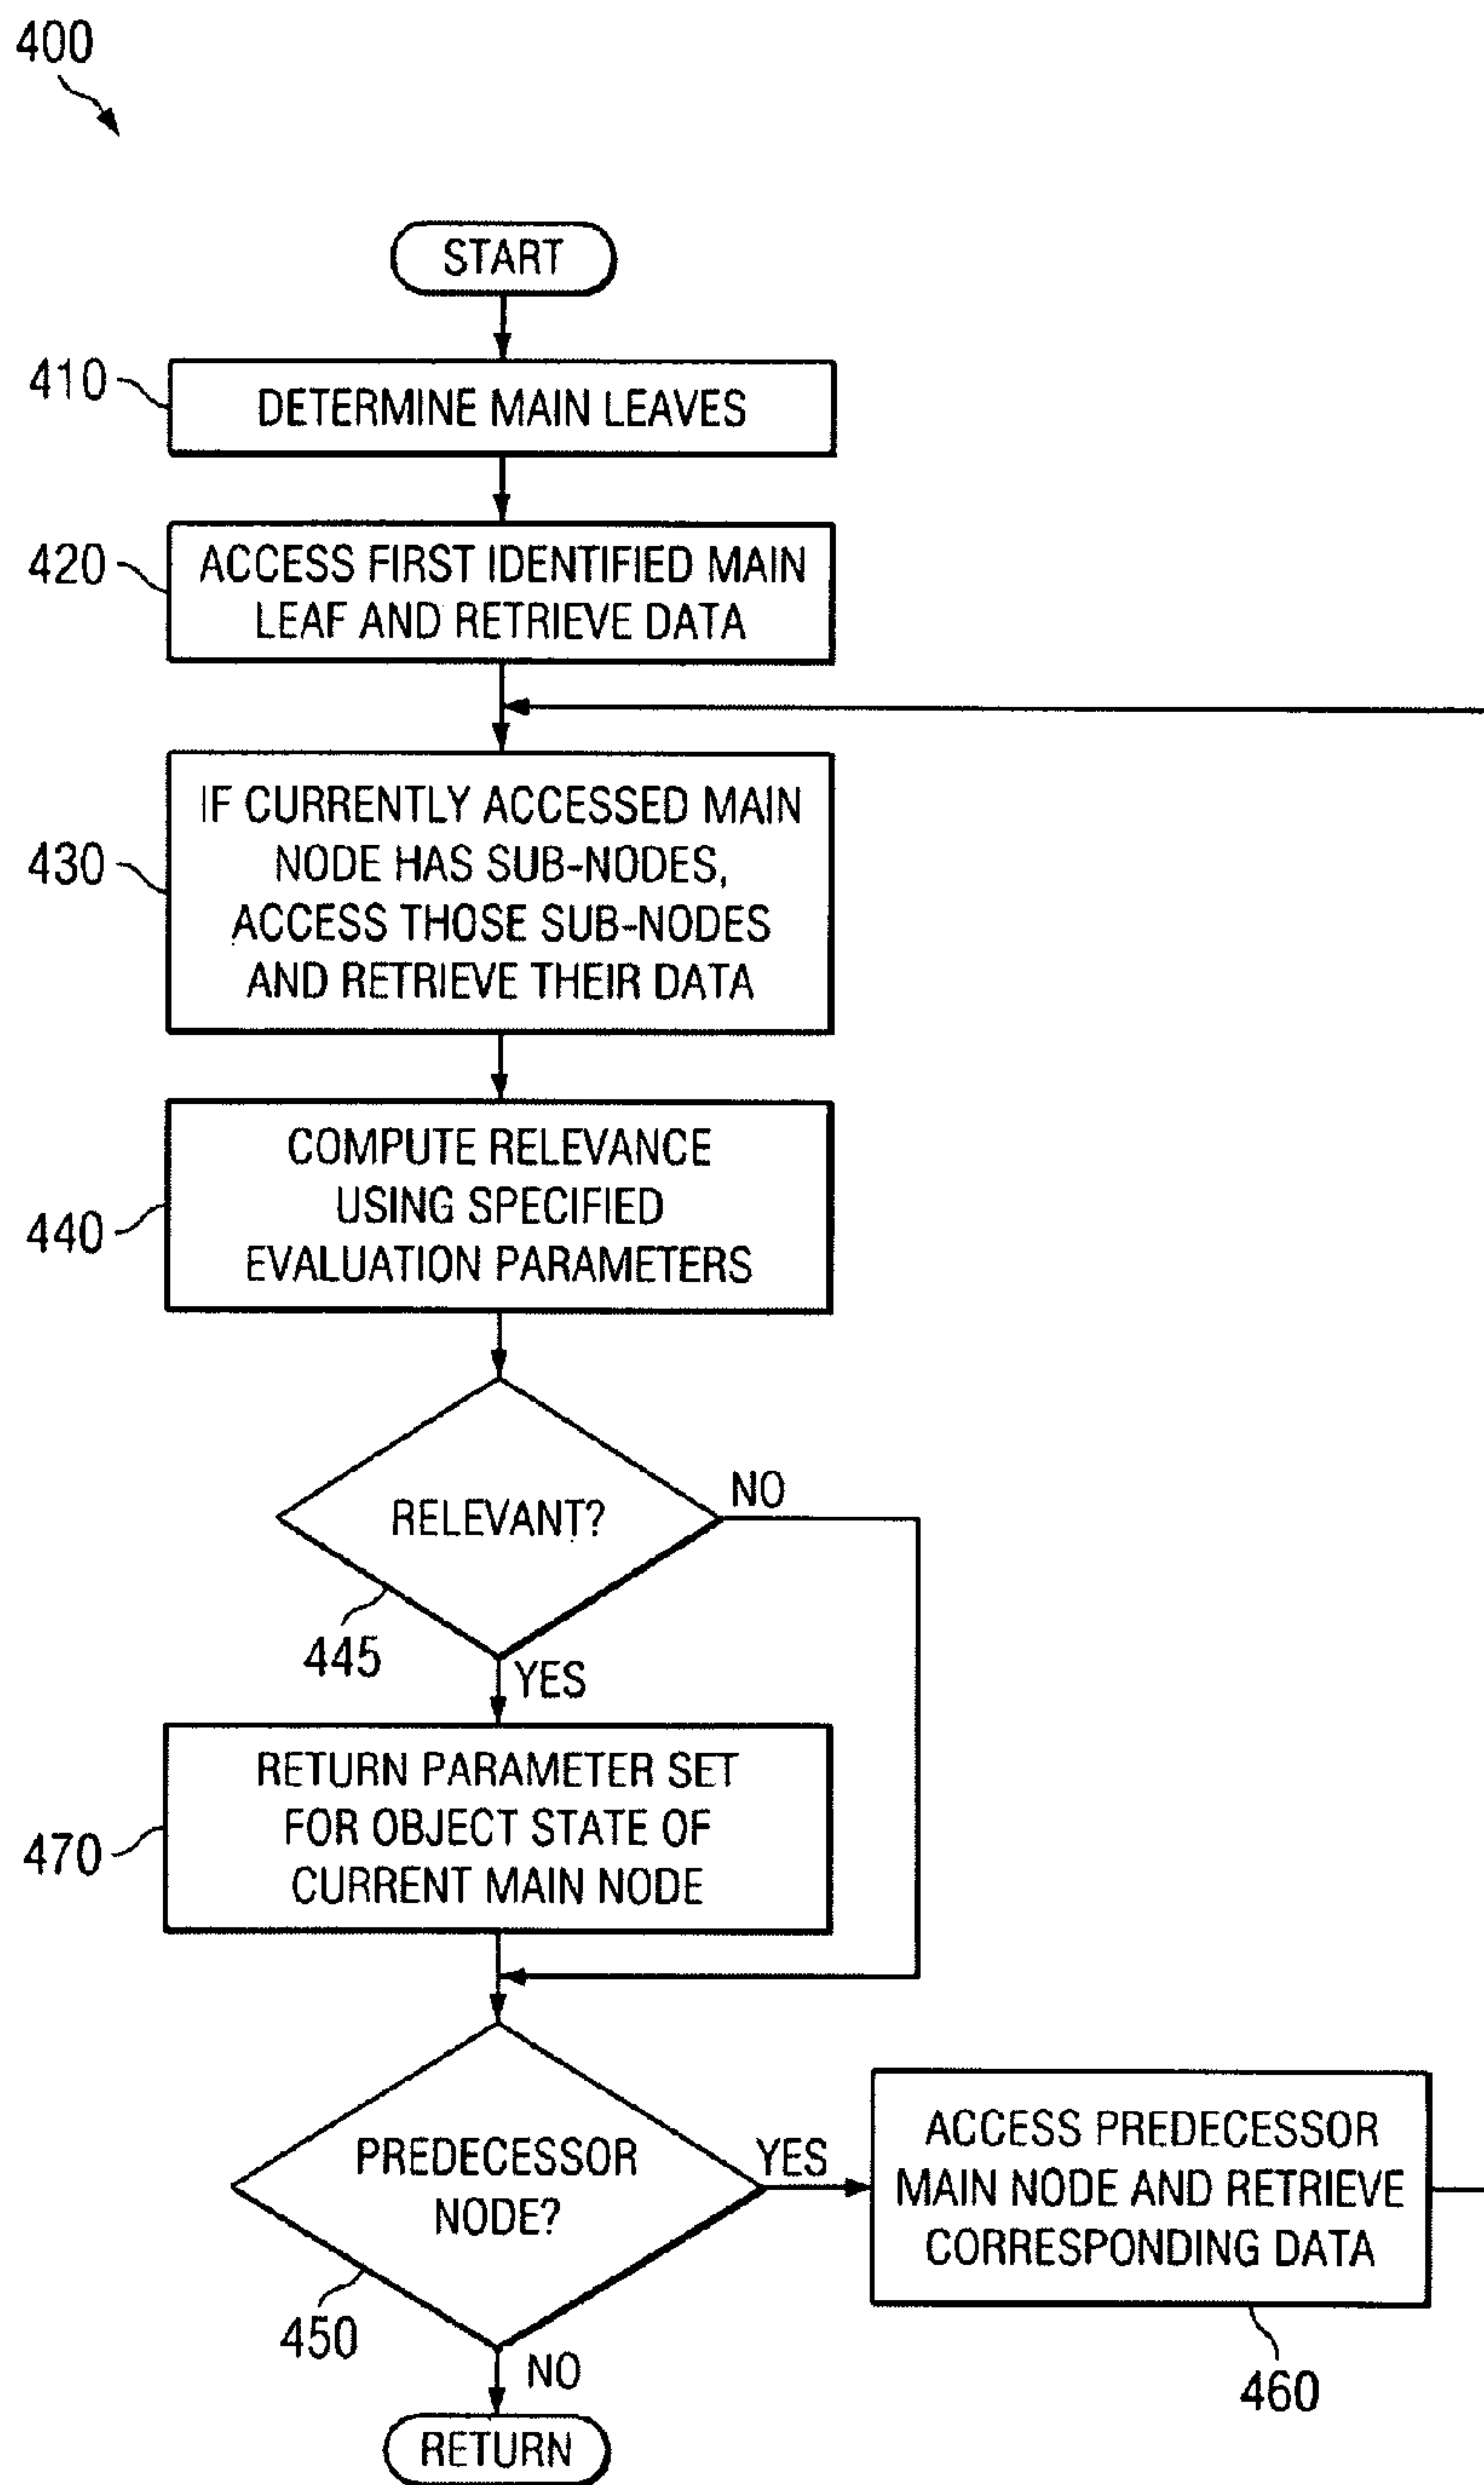 400
START
410
DETERMINE MAIN LEAVES
420
ACCESS FIRST IDENTIFIED MAIN
LEAF AND RETRIEVE DATA
430
IF CURRENTLY ACCESSED MAIN
NODE HAS SUB-NODES,
ACCESS THOSE SUB-NODES
AND RETRIEVE THEIR DATA
440
COMPUTE RELEVANCE
USING SPECIFIED
EVALUATION PARAMETERS
RELEVANT?
NO
445
YES
470
RETURN PARAMETER SET
FOR OBJECT STATE OF
CURRENT MAIN NODE
PREDECESSOR
NODE?
YES
450
NO
ACCESS PREDECESSOR
MAIN NODE AND RETRIEVE
CORRESPONDING DATA
460
RETURN